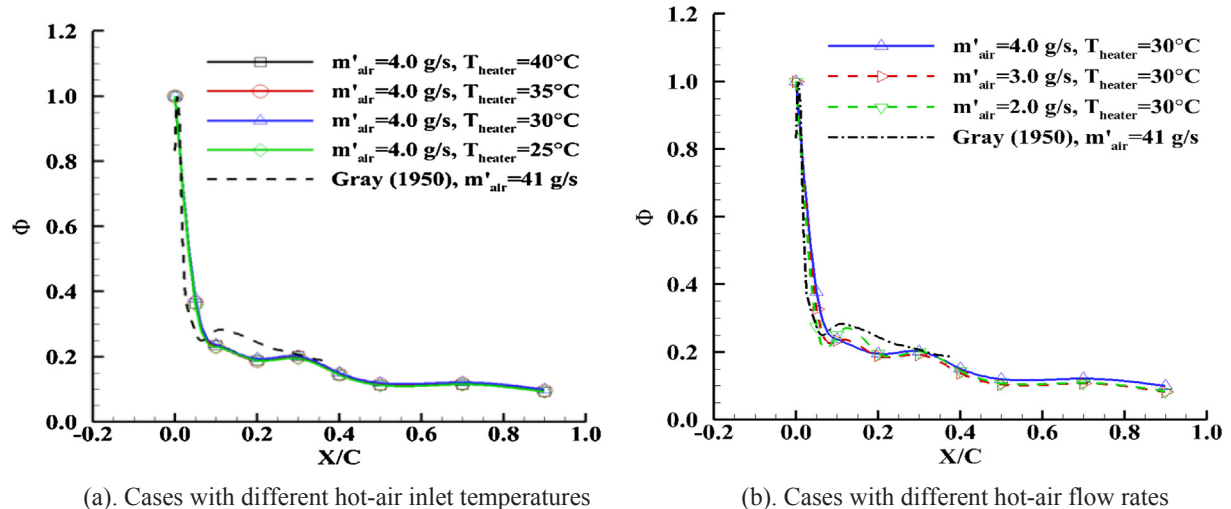 1.2
1.0
0.8
0.6
0.4
0.2
0.0
Φ
-0.2 0.0 0.2 0.4 0.6 0.8 1.0
X/C
m'air=4.0 g/s, Theater=40°C
m'air=4.0 g/s, Theater=35°C
m'air=4.0 g/s, Theater=30°C
m'air=4.0 g/s, Theater=25°C
Gray (1950), m'air=41 g/s
(a). Cases with different hot-air inlet temperatures
1.2
1.0
0.8
0.6
0.4
0.2
0.0
Φ
-0.2 0.0 0.2 0.4 0.6 0.8 1.0
X/C
m'air=4.0 g/s, Theater=30°C
m'air=3.0 g/s, Theater=30°C
m'air=2.0 g/s, Theater=30°C
Gray (1950), m'air=41 g/s
(b). Cases with different hot-air flow rates